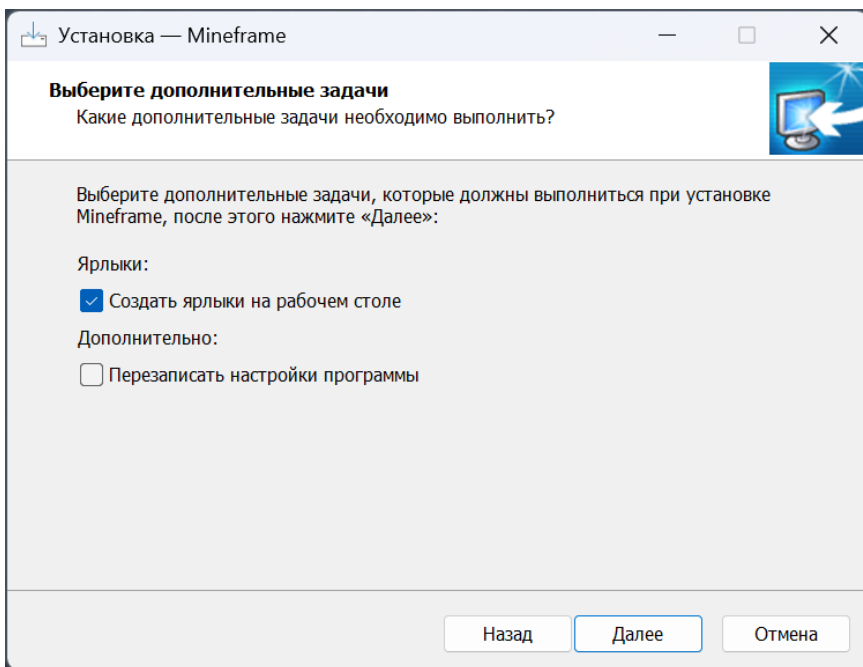 Установка — Mineframe
Выберите дополнительные задачи
Какие дополнительные задачи необходимо выполнить?
Выберите дополнительные задачи, которые должны выполниться при установке
Mineframe, после этого нажмите «Далее»:
Ярлыки:
Создать ярлыки на рабочем столе
Дополнительно:
Перезаписать настройки программы
Назад
Далее
Отмена